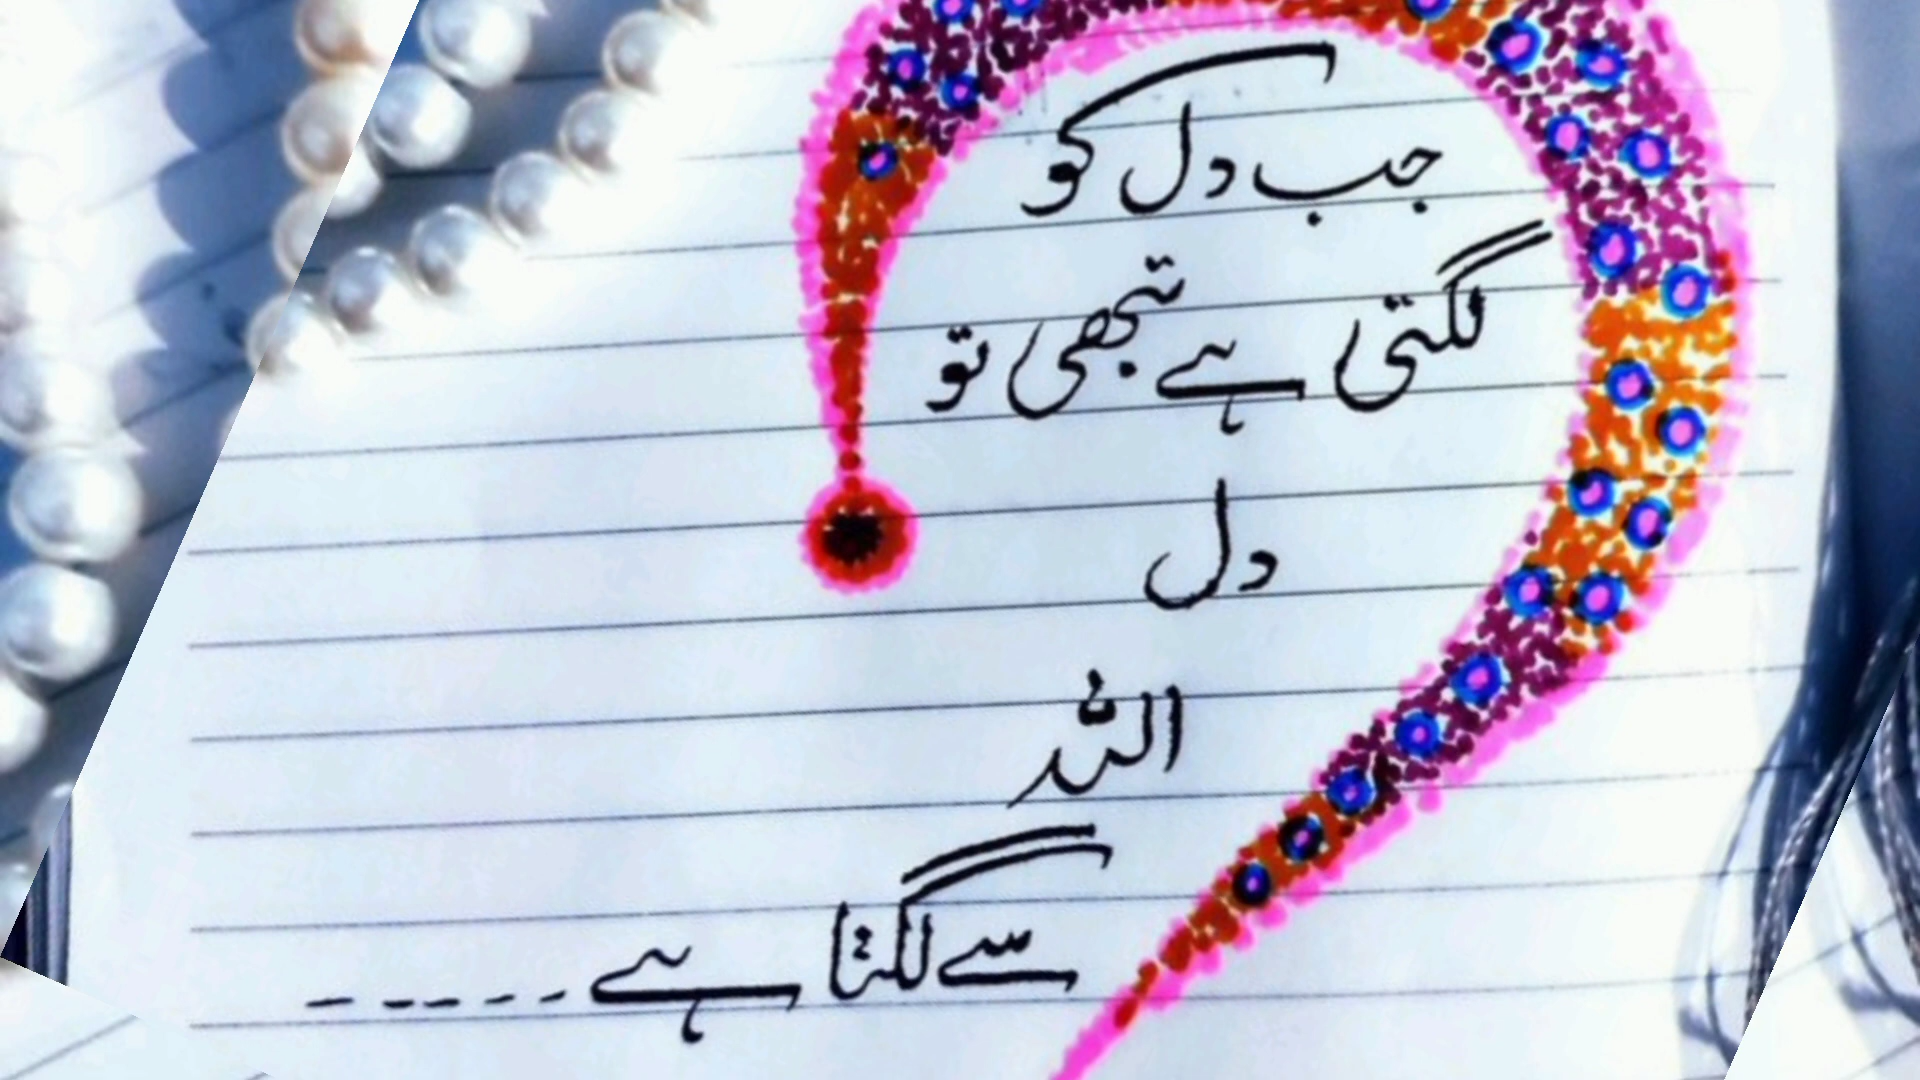 جب دل کو
لگتی ہے تبھی تو
دل
اللہ
سے لگتا ہے -----